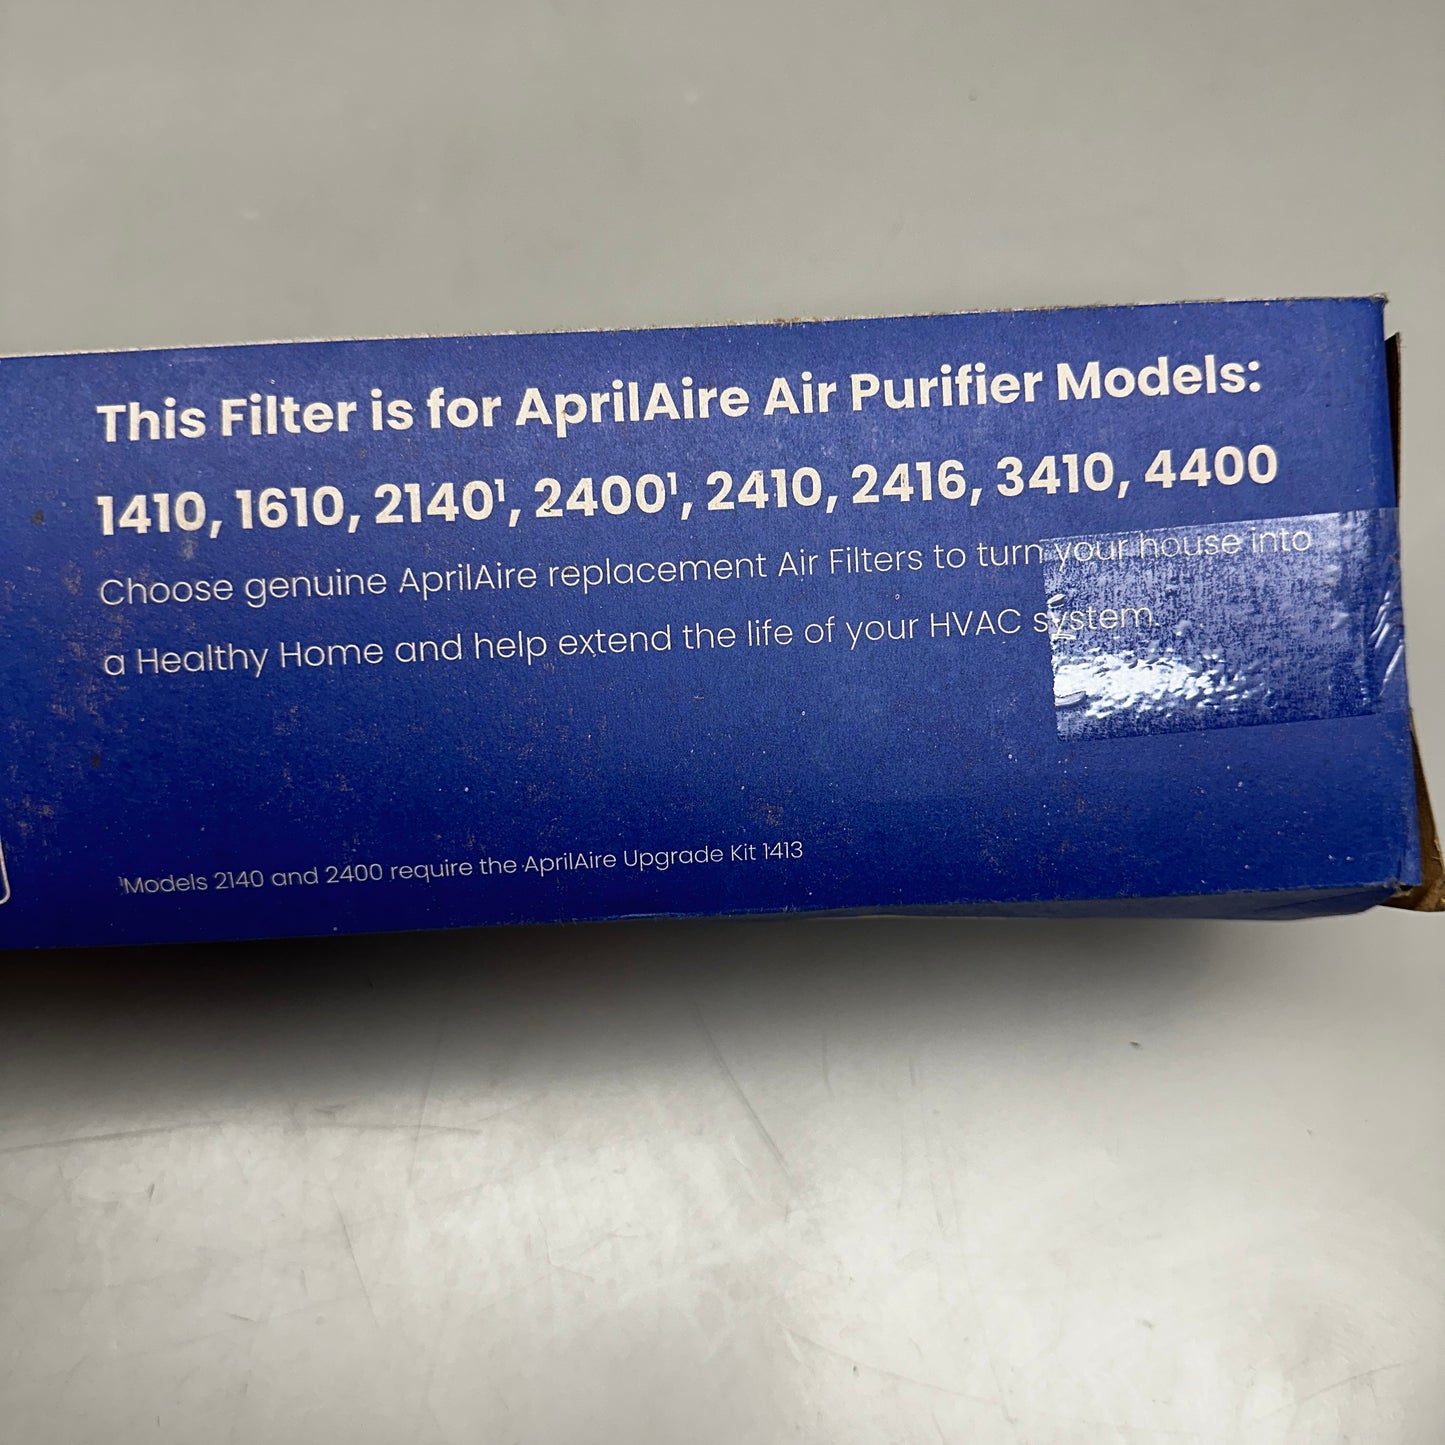 This Filter is for AprilAire Air Purifier Models:
1410, 1610, 2140¹, 2400¹, 2410, 2416, 3410, 4400
Choose genuine AprilAire replacement Air Filters to turn your house into
a Healthy Home and help extend the life of your HVAC system.
¹Models 2140 and 2400 require the AprilAire Upgrade Kit 1413